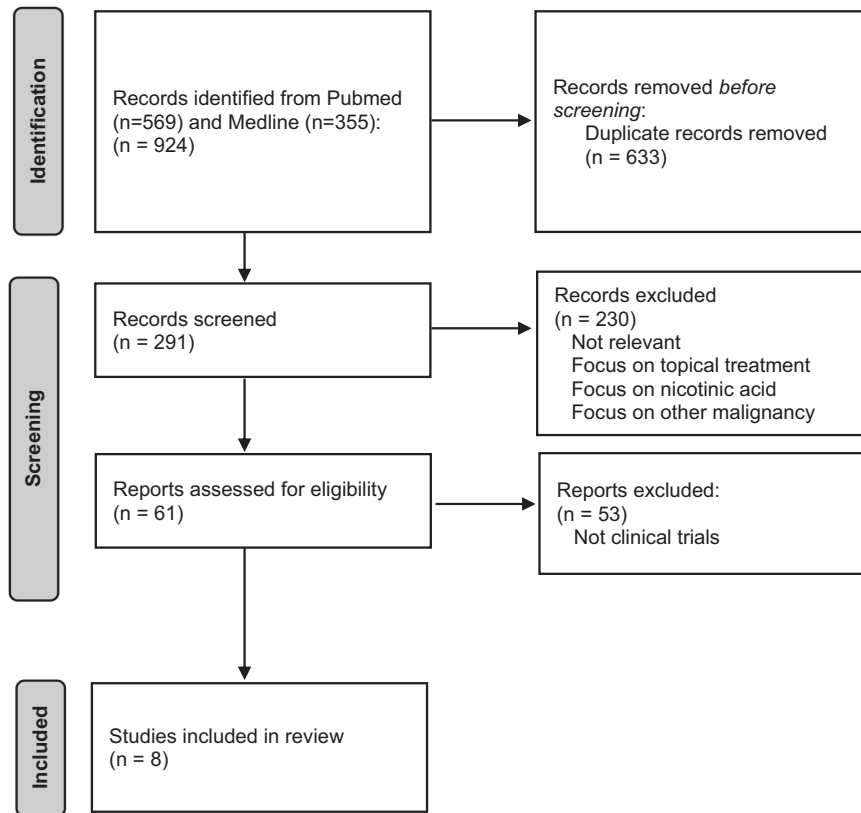 Identification
Records identified from Pubmed
(n=569) and Medline (n=355):
(n = 924)
Records removed before
screening:
Duplicate records removed
(n = 633)
Screening
Records screened
(n = 291)
Records excluded
(n = 230)
Not relevant
Focus on topical treatment
Focus on nicotinic acid
Focus on other malignancy
Reports assessed for eligibility
(n = 61)
Reports excluded:
(n = 53)
Not clinical trials
Included
Studies included in review
(n = 8)